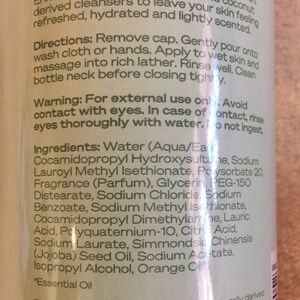 derived cleansers to leave your skin feeling
refreshed, hydrated and lightly scented.
Directions: Remove cap. Gently pour onto
wash cloth or hands. Apply to wet skin and
massage into rich lather. Rinse well. Clean
bottle neck before closing tightly.
Warning: For external use only. Avoid
contact with eyes. In case of contact, rinse
eyes thoroughly with water. Do not ingest.
Ingredients: Water (Aqua/Eau),
Cocamidopropyl Hydroxysultaine, Sodium
Lauroyl Methyl Isethionate, Polysorbate 20,
Fragrance (Parfum), Glycerin, PEG-150
Distearate, Sodium Chloride, Sodium
Benzoate, Sodium Methyl Isethionate,
Cocamidopropyl Dimethylamine, Lauric
Acid, Polyquaternium-10, Citric Acid,
Sodium Laurate, Simmondsia Chinensis
(Jojoba) Seed Oil, Sodium Acetate,
Isopropyl Alcohol, Orange Oil*
*Essential Oil
derived